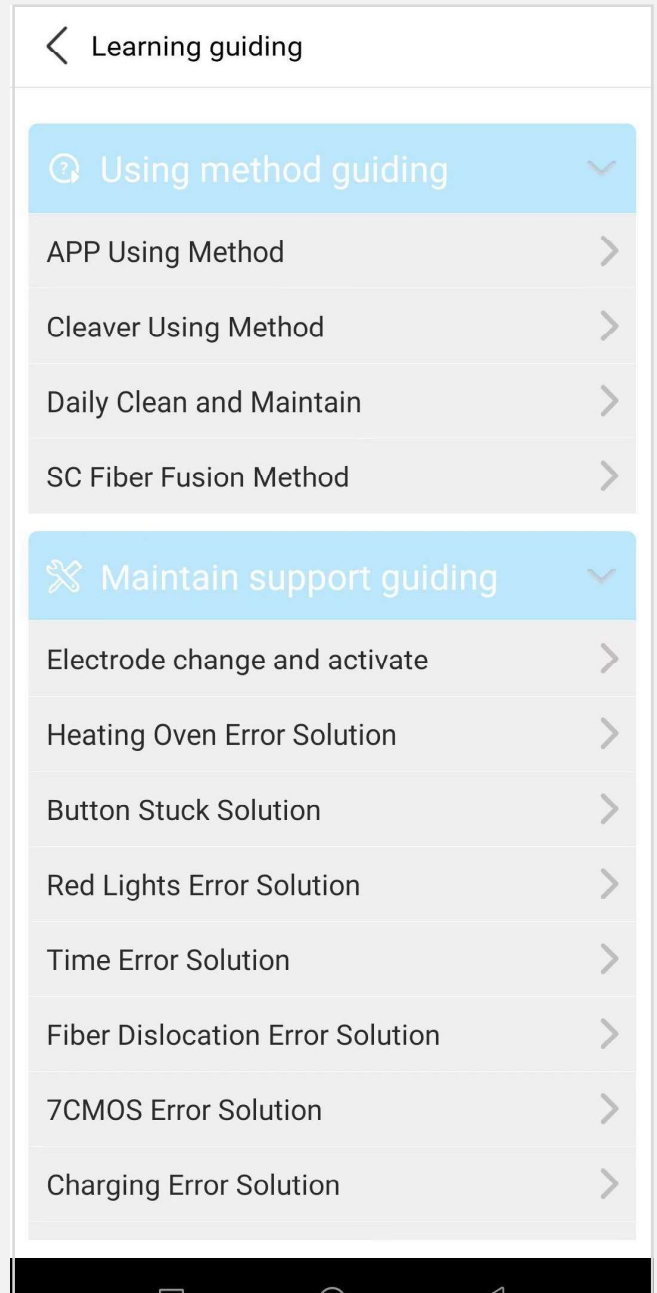 Learning guiding
Using method guiding
APP Using Method
Cleaver Using Method
Daily Clean and Maintain
SC Fiber Fusion Method
Maintain support guiding
Electrode change and activate
Heating Oven Error Solution
Button Stuck Solution
Red Lights Error Solution
Time Error Solution
Fiber Dislocation Error Solution
7CMOS Error Solution
Charging Error Solution